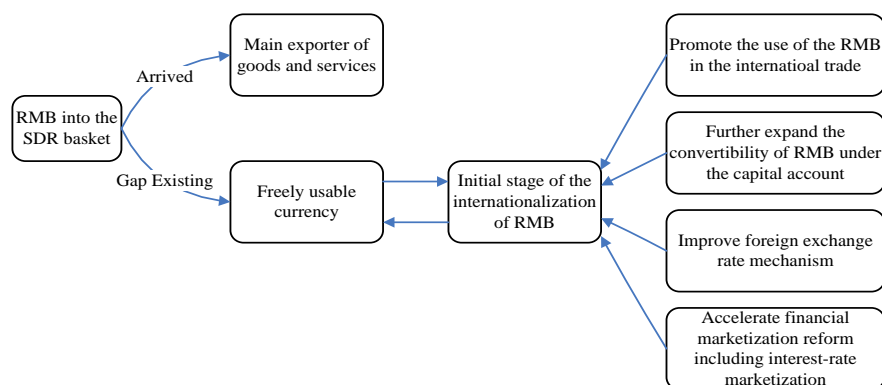 Main exporter of
goods and services
Arrived
RMB into the
SDR basket
Gap Existing
Freely usable
currency
Initial stage of the
internationalization
of RMB
Promote the use of the RMB
in the internatioal trade
Further expand the
convertibility of RMB under
the capital account
Improve foreign exchange
rate mechanism
Accelerate financial
marketization reform
including interest-rate
marketization